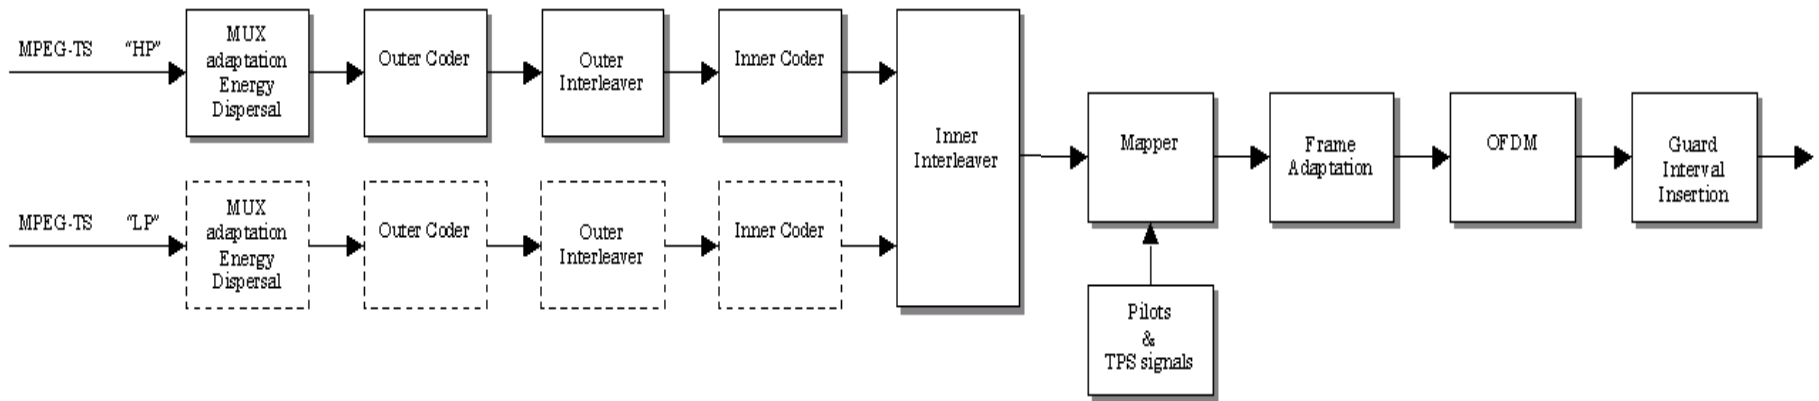 MPEG-TS "HP"
MUX
adaptation
Energy
Dispersal
Outer Coder
Outer
Interleaver
Inner Coder
MPEG-TS "LP"
MUX
adaptation
Energy
Dispersal
Outer Coder
Outer
Interleaver
Inner Coder
Inner
Interleaver
Mapper
Frame
Adaptation
OFDM
Guard
Interval
Insertion
Pilots
&
TPS signals